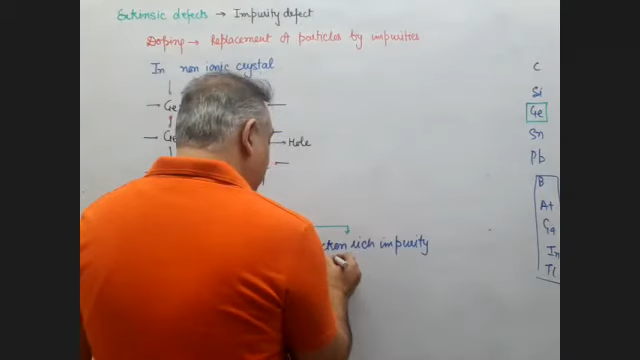 Extrinsic defects → Impurity defect
Doping → Replacement of particles by impurities
In non ionic crystal
Ge
Ge
→ Hole
rich impurity
C
Si
Ge
Sn
Pb
B
Al
Ga
In
Tl